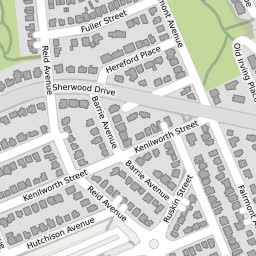 Fuller Street
rmont Avenue
Hereford Place
Reid Avenue
Old Irving Place
Sherwood Drive
Barrie Avenue
Kenilworth Street
Kenilworth Street
Barrie Avenue
Ruskin Street
Reid Avenue
Fairmont A
Hutchison Avenue